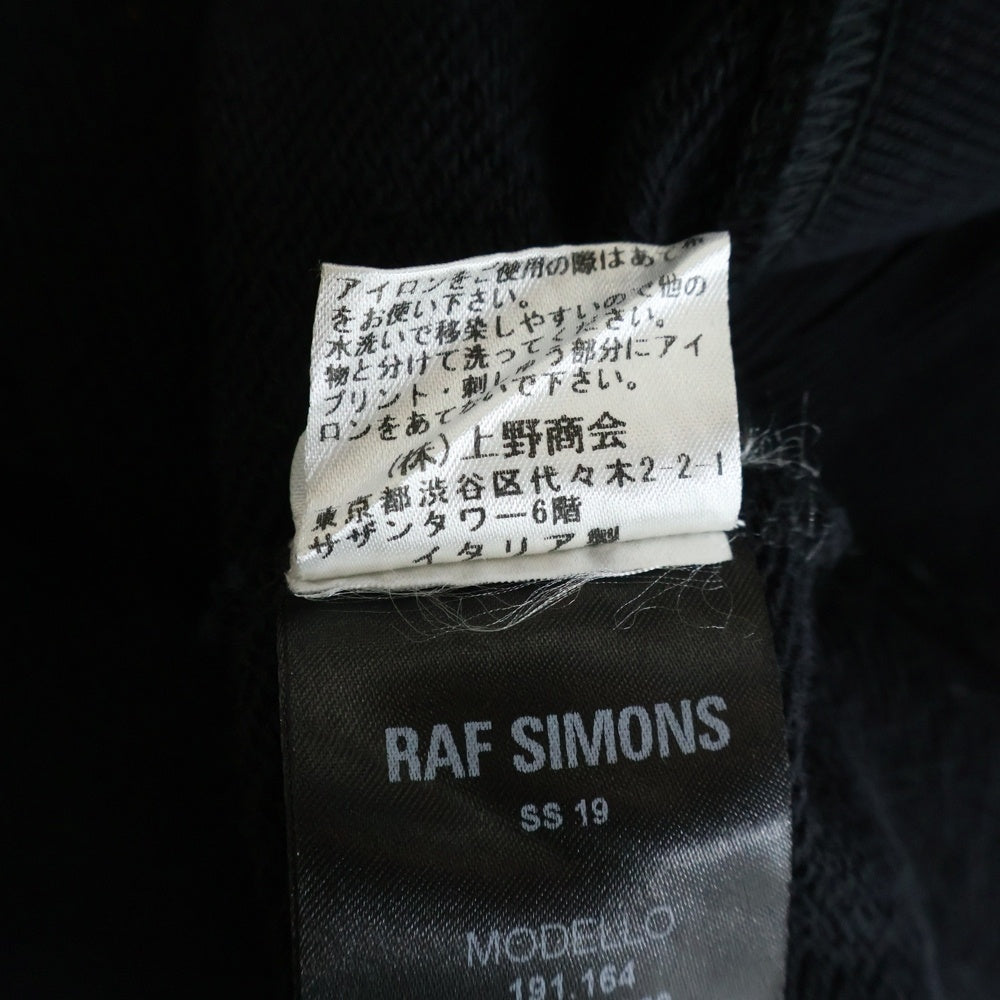 アイロンをご使用の際はあて布
をお使い下さい。
水洗いで移染しやすいので他の
物と分けて洗ってください。
プリント・刺しゅう部分にアイ
ロンをあてないで下さい。
(株)上野商会
東京都渋谷区代々木2-2-1
サザンタワー6階
イタリア製
RAF SIMONS
SS 19
MODELLO
191.164